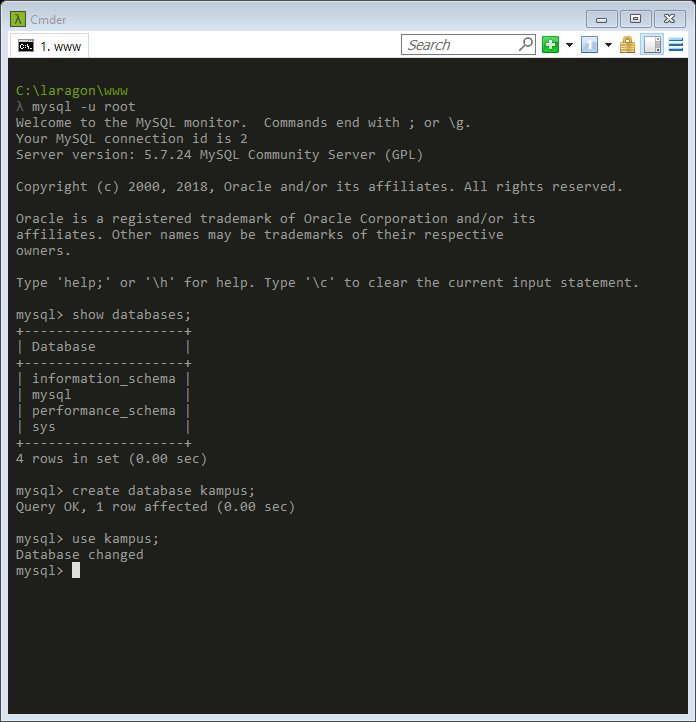 λ Cmder
1. www
Search
C:\laragon\www
λ mysql -u root
Welcome to the MySQL monitor.  Commands end with ; or \g.
Your MySQL connection id is 2
Server version: 5.7.24 MySQL Community Server (GPL)
Copyright (c) 2000, 2018, Oracle and/or its affiliates. All rights reserved.
Oracle is a registered trademark of Oracle Corporation and/or its
affiliates. Other names may be trademarks of their respective
owners.
Type 'help;' or '\h' for help. Type '\c' to clear the current input statement.
mysql> show databases;
+--------------------+
| Database           |
+--------------------+
| information_schema |
| mysql              |
| performance_schema |
| sys                |
+--------------------+
4 rows in set (0.00 sec)
mysql> create database kampus;
Query OK, 1 row affected (0.00 sec)
mysql> use kampus;
Database changed
mysql>